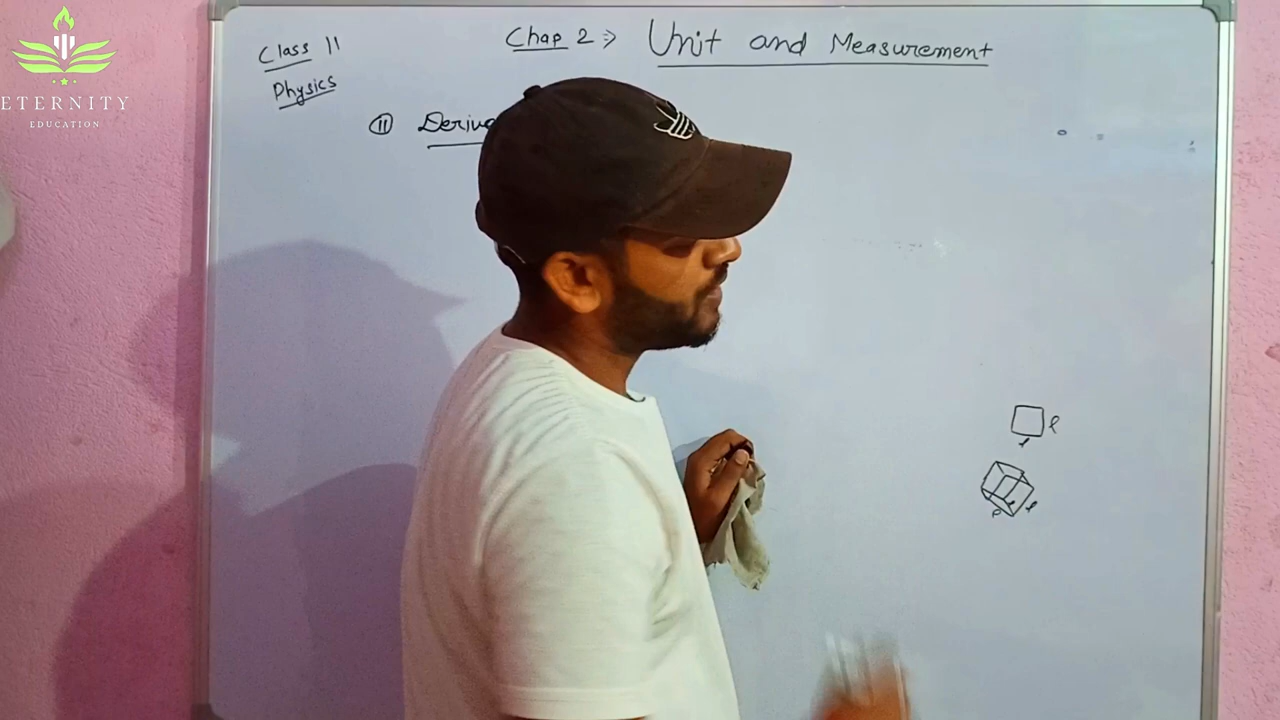 ETERNITY
EDUCATION
Class 11
Physics
Chap 2 :⇒ Unit and Measurement
(11)
l
l
l
l
l